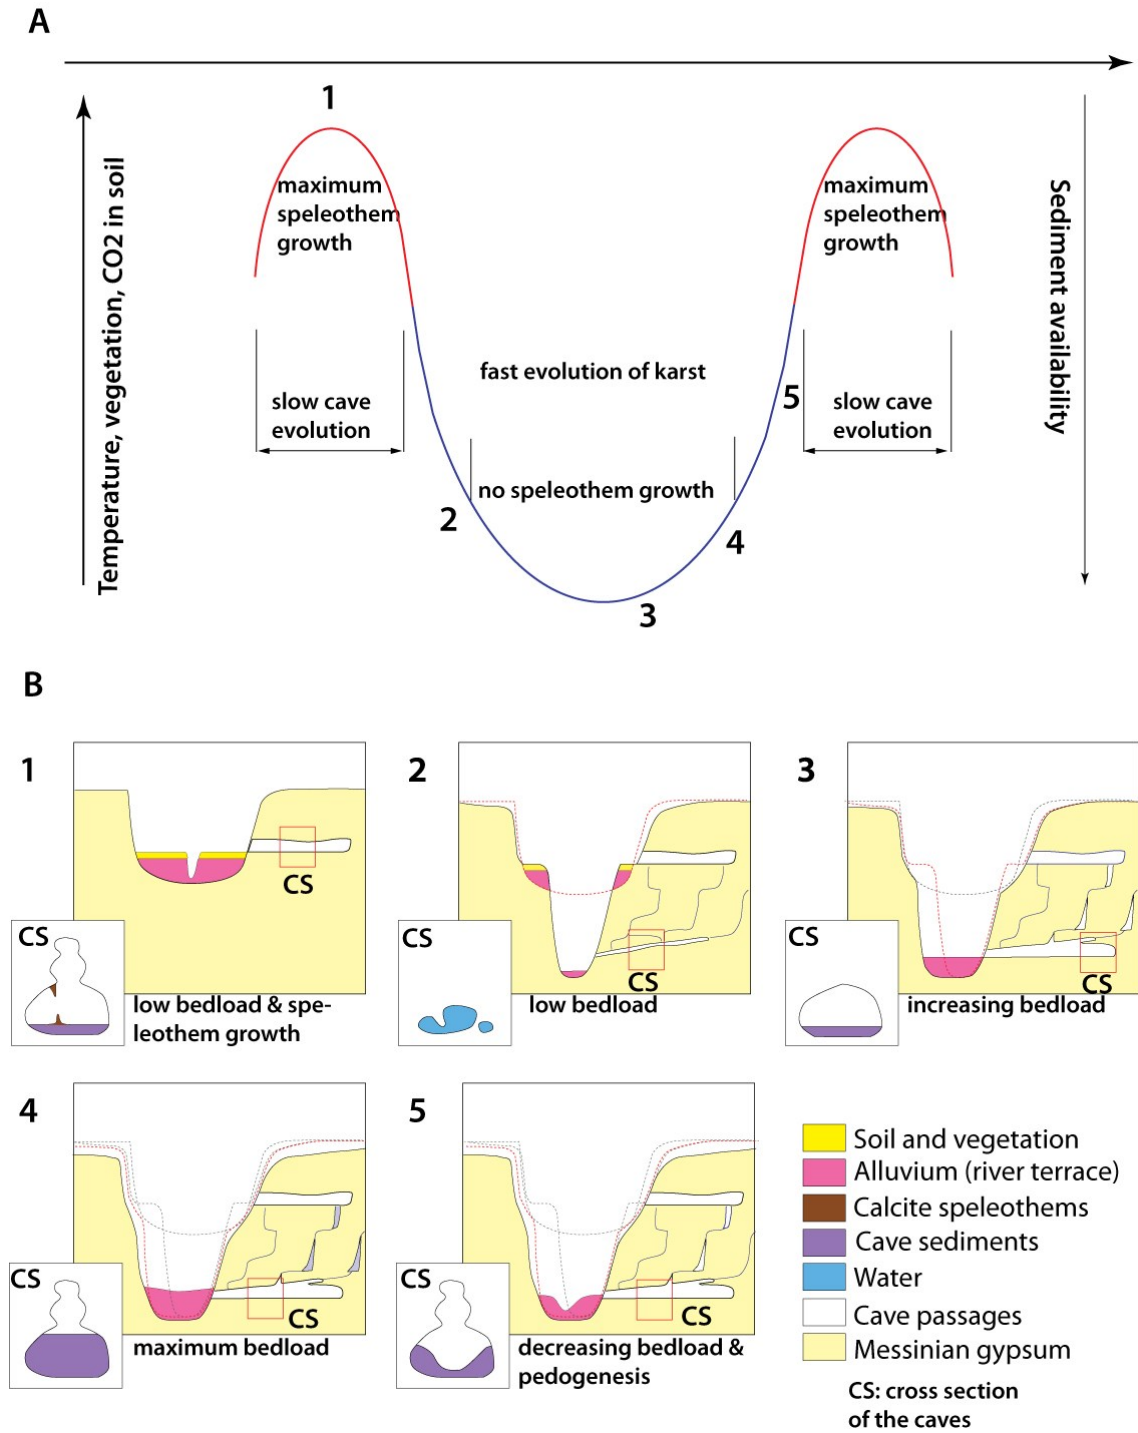 A
1
Temperature, vegetation, CO2 in soil
maximum
speleothem
growth
maximum
speleothem
growth
Sediment availability
fast evolution of karst
slow cave
evolution
5
slow cave
evolution
no speleothem growth
2
4
3
B
1
CS
CS
low bedload & spe-
leothem growth
2
CS
CS
low bedload
3
CS
CS
increasing bedload
4
CS
CS
maximum bedload
5
CS
CS
decreasing bedload &
pedogenesis
Soil and vegetation
Alluvium (river terrace)
Calcite speleothems
Cave sediments
Water
Cave passages
Messinian gypsum
CS: cross section
of the caves